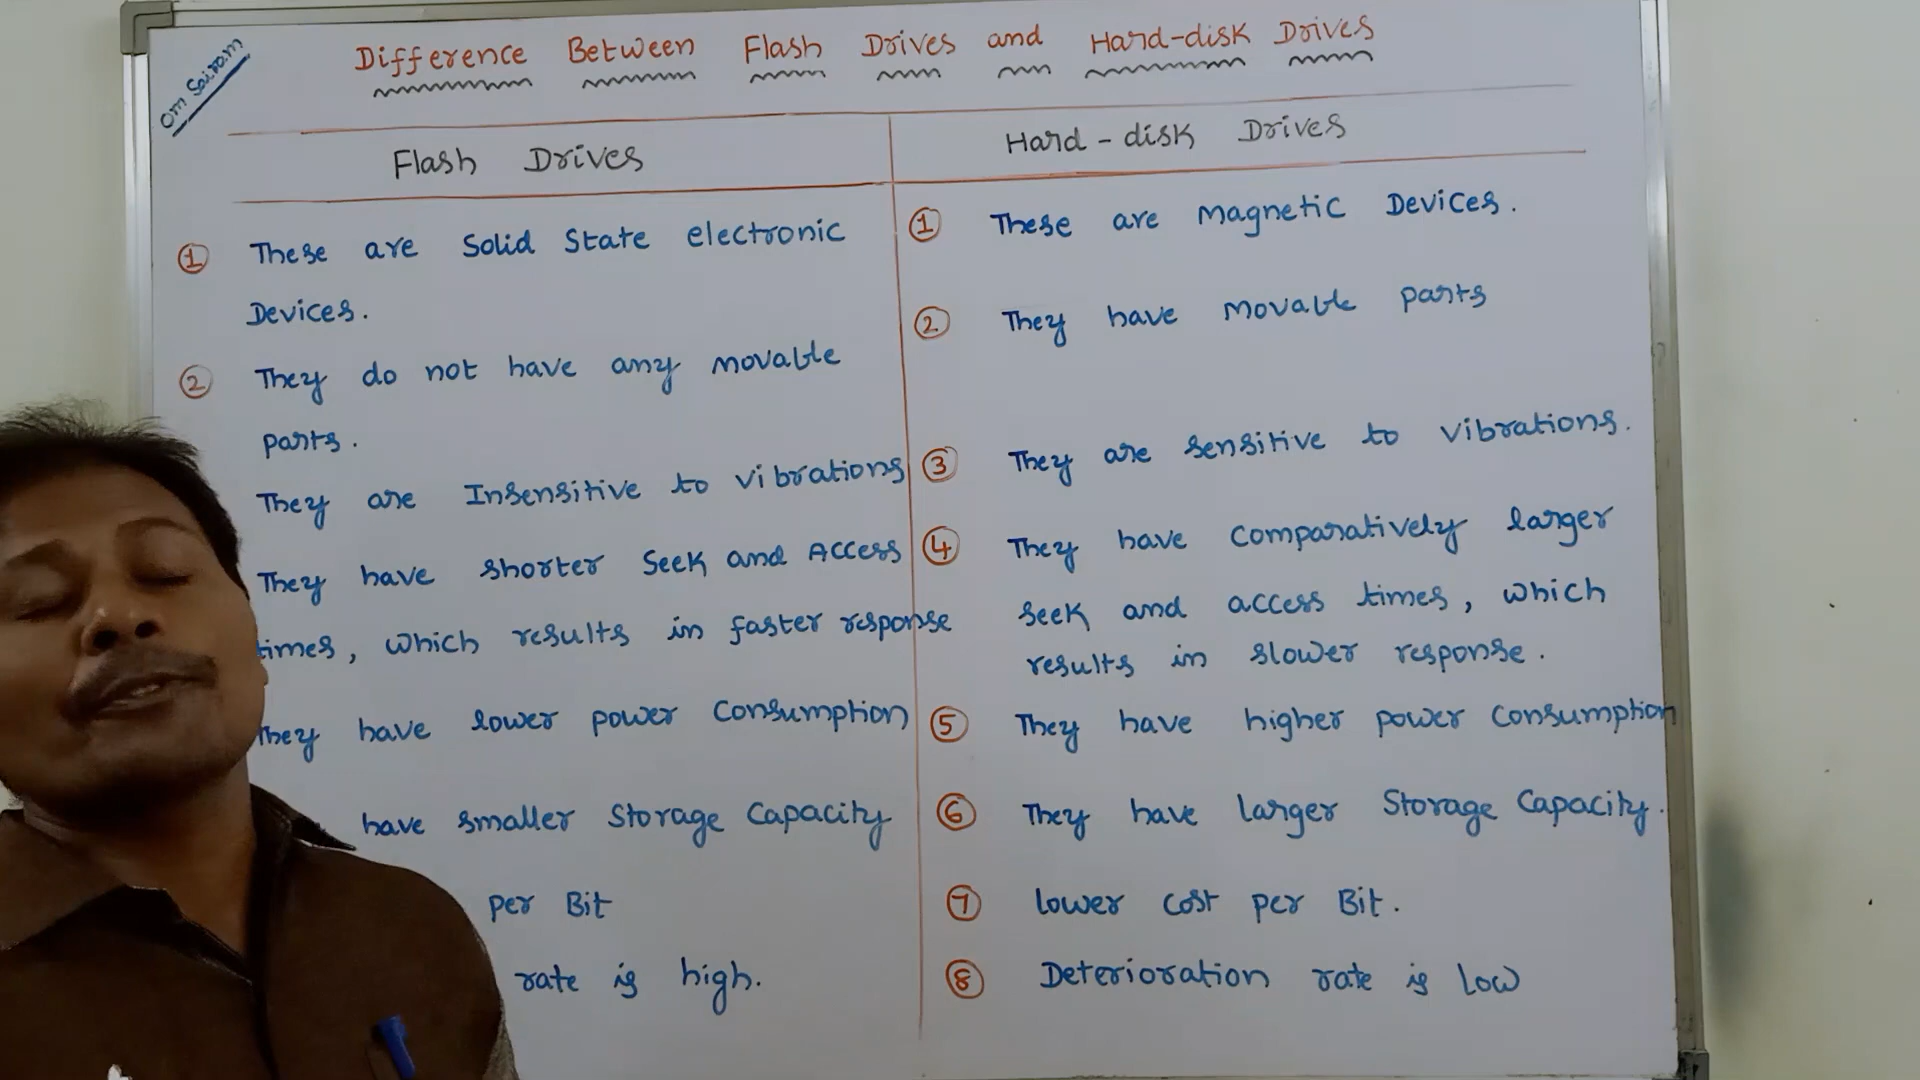 Om Sairam
Difference Between Flash Drives and Hard-disk Drives
Flash Drives
① These are Solid State electronic
Devices.
② They do not have any movable
parts.
They are Insensitive to vibrations
They have shorter Seek and Access
times, which results in faster response
They have lower power Consumption
have smaller Storage Capacity
per Bit
rate is high.
Hard-disk Drives
① These are Magnetic Devices.
② They have Movable parts
③ They are sensitive to vibrations.
④ They have comparatively larger
seek and access times, which
results in slower response.
⑤ They have higher power Consumption
⑥ They have larger Storage Capacity.
⑦ lower cost per Bit.
⑧ Deterioration rate is low